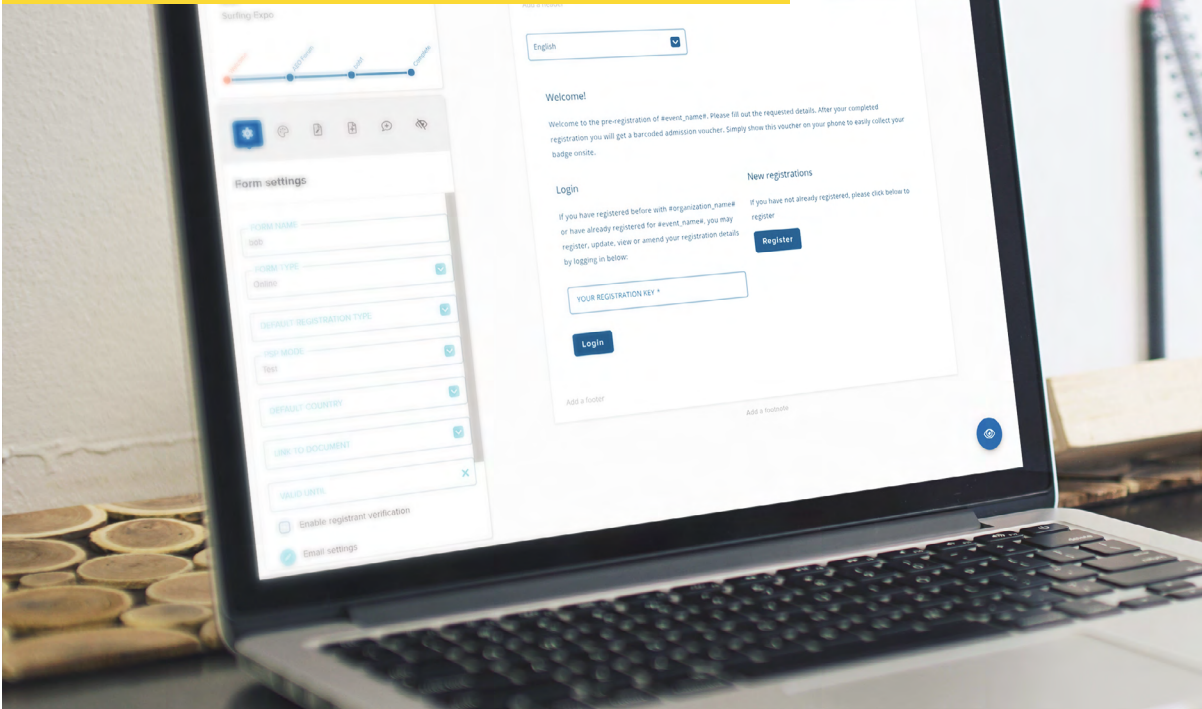 Surfing Expo
Complete
Form settings
FORM NAME
FORM TYPE
Online
DEFAULT REGISTRATION TYPE
PDF MODE
Test
DEFAULT COUNTRY
LINK TO DOCUMENT
VALID UNTIL
Enable registrant verification
Email settings
English
Welcome!
Welcome to the pre-registration of #event_name#. Please fill out the requested details. After your completed
registration you will get a barcoded admission voucher. Simply show this voucher on your phone to easily collect your
badge onsite.
Login
If you have registered before with #organization_name#
or have already registered for #event_name#, you may
register, update, view or amend your registration details
by logging in below:
YOUR REGISTRATION KEY *
Login
New registrations
If you have not already registered, please click below to
register
Register
Add a footer
Add a footnote